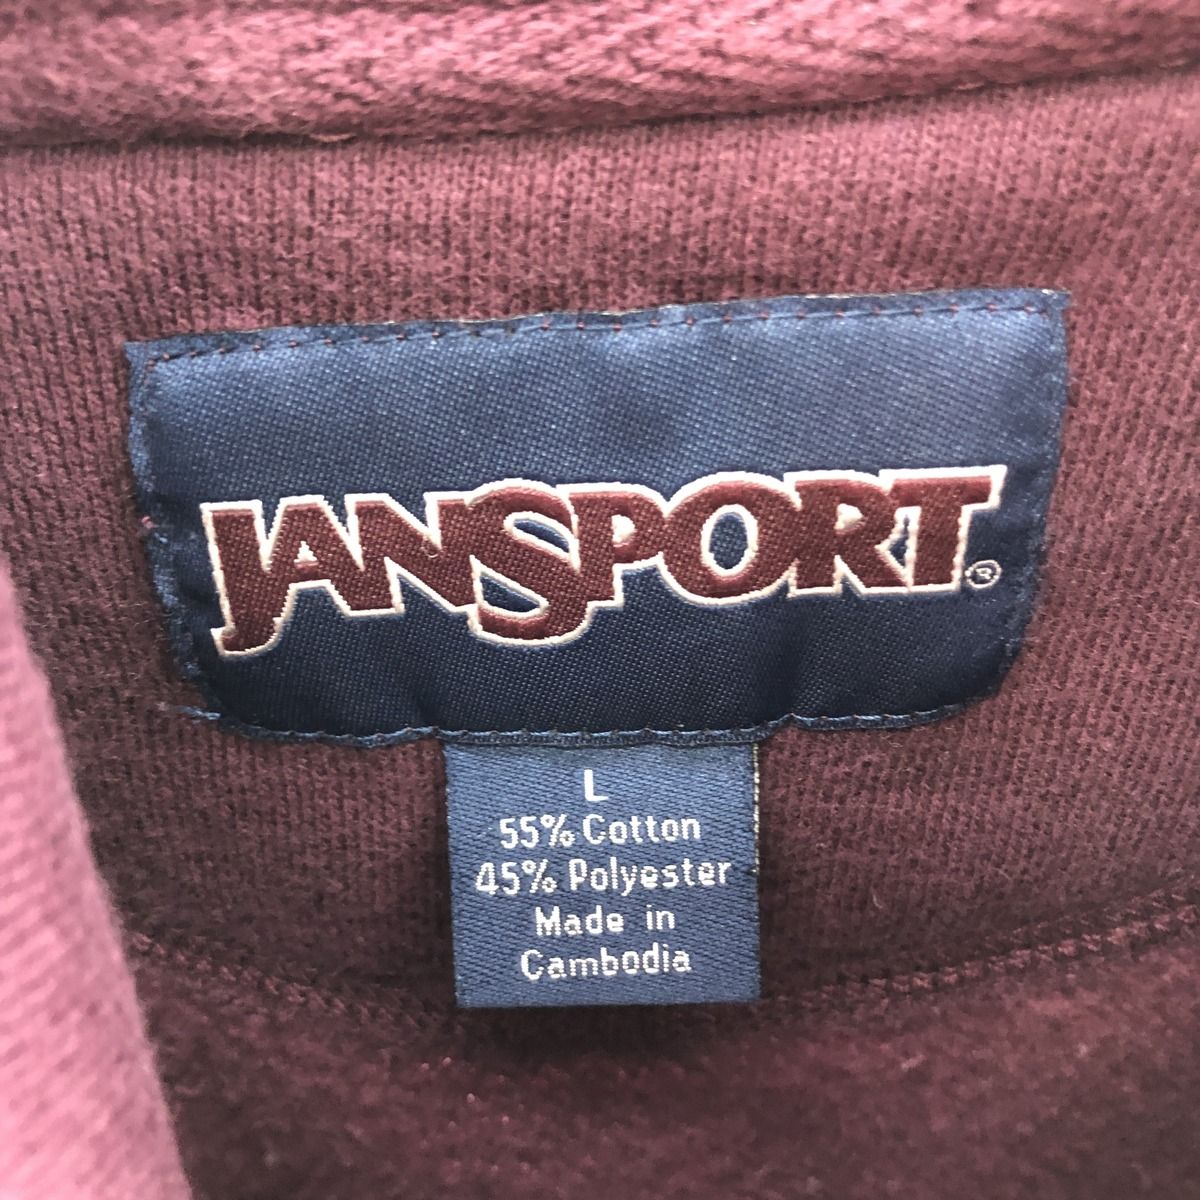 JANSPORT®
L
55% Cotton
45% Polyester
Made in
Cambodia